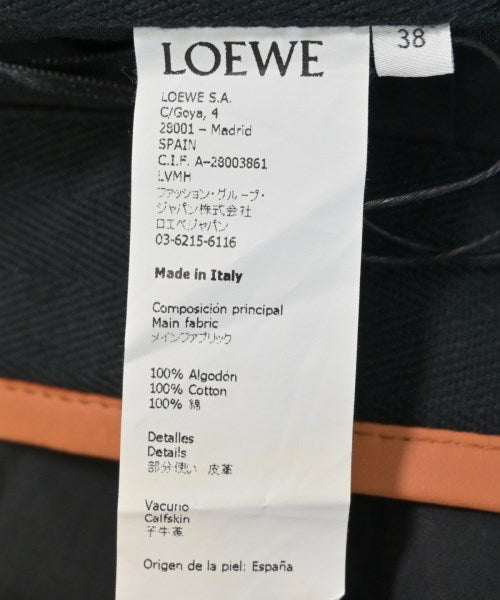 LOEWE
38
LOEWE S.A.
C/Goya, 4
28001 – Madrid
SPAIN
C.I.F. A-28003861
LVMH
ファッション・グループ・
ジャパン株式会社
ロエベジャパン
03-6215-6116
Made in Italy
Composición principal
Main fabric
メインファブリック
100% Algodón
100% Cotton
100% 綿
Detalles
Details
部分使い 皮革
Vacuno
Calfskin
子牛革
Origen de la piel: España